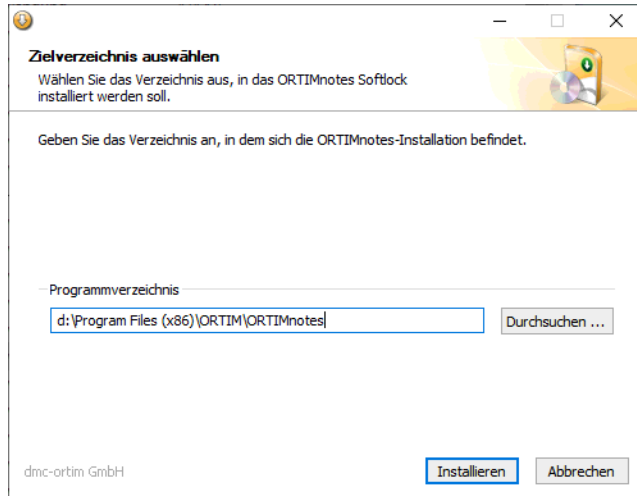 Zielverzeichnis auswählen
Wählen Sie das Verzeichnis aus, in das ORTIMnotes Softlock
installiert werden soll.
Geben Sie das Verzeichnis an, in dem sich die ORTIMnotes-Installation befindet.
Programmverzeichnis
d:\Program Files (x86)\ORTIM\ORTIMnotes
Durchsuchen ...
dmc-ortim GmbH
Installieren
Abbrechen